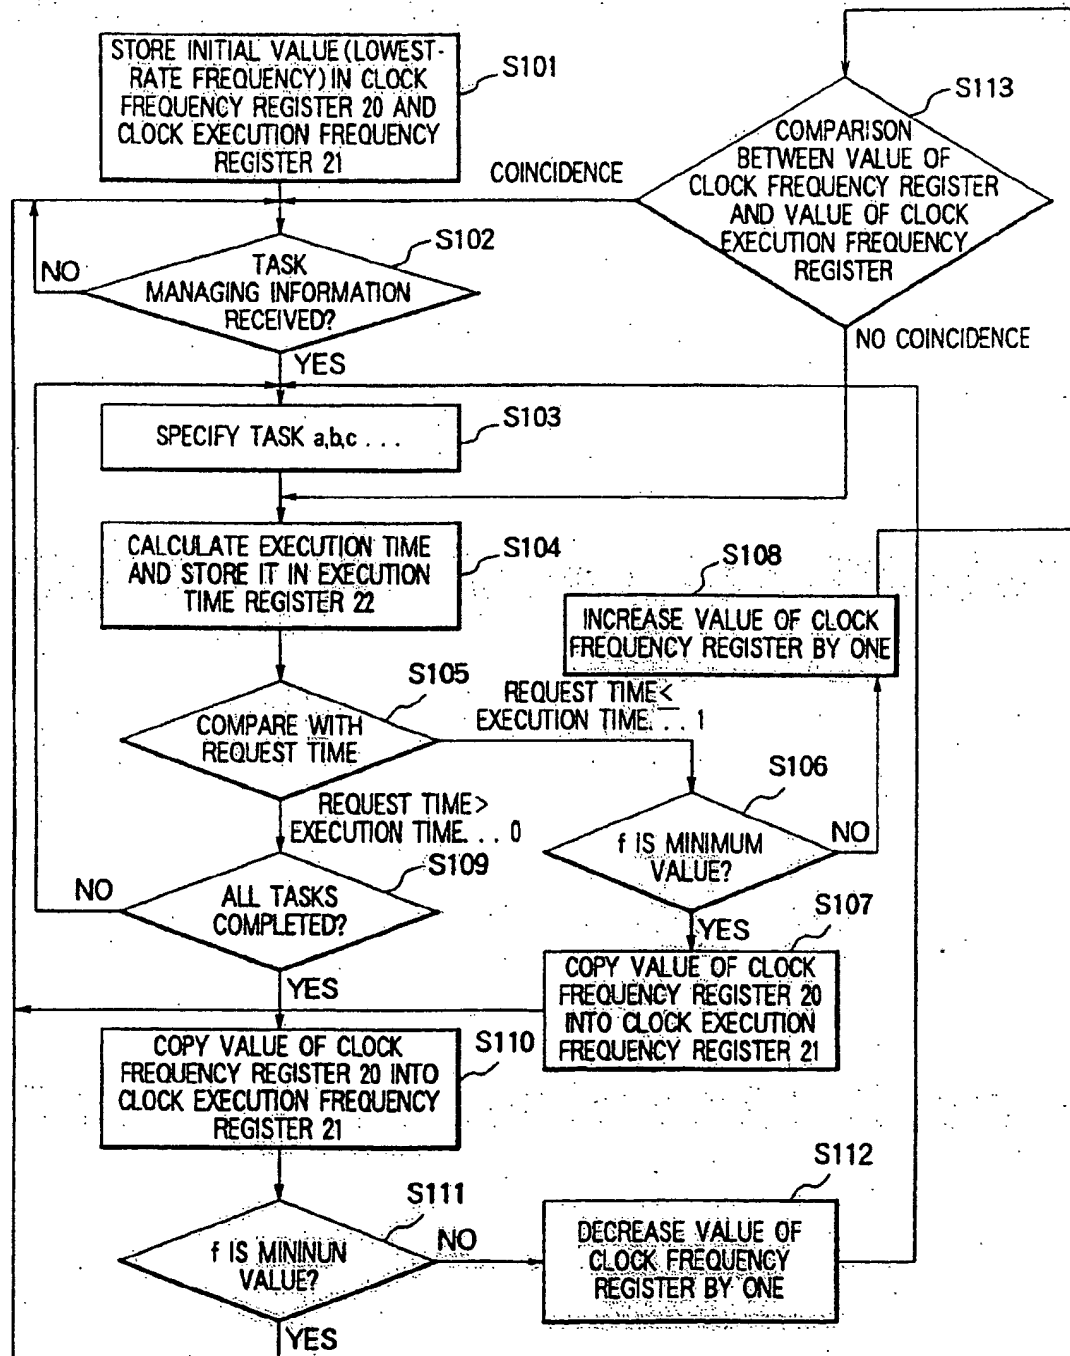 STORE INITIAL VALUE (LOWEST-
RATE FREQUENCY) IN CLOCK
FREQUENCY REGISTER 20 AND
CLOCK EXECUTION FREQUENCY
REGISTER 21
S101
S113
COMPARISON
BETWEEN VALUE OF
CLOCK FREQUENCY REGISTER
AND VALUE OF CLOCK
EXECUTION FREQUENCY
REGISTER
COINCIDENCE
NO COINCIDENCE
S102
TASK
MANAGING INFORMATION
RECEIVED?
NO
YES
S103
SPECIFY TASK a,b,c . . .
S104
CALCULATE EXECUTION TIME
AND STORE IT IN EXECUTION
TIME REGISTER 22
S108
INCREASE VALUE OF CLOCK
FREQUENCY REGISTER BY ONE
S105
COMPARE WITH
REQUEST TIME
REQUEST TIME≤
EXECUTION TIME. . . 1
REQUEST TIME>
EXECUTION TIME. . . 0
S106
f IS MINIMUM
VALUE?
NO
YES
S109
ALL TASKS
COMPLETED?
NO
YES
S107
COPY VALUE OF CLOCK
FREQUENCY REGISTER 20
INTO CLOCK EXECUTION
FREQUENCY REGISTER 21
S110
COPY VALUE OF CLOCK
FREQUENCY REGISTER 20 INTO
CLOCK EXECUTION FREQUENCY
REGISTER 21
S111
f IS MININUN
VALUE?
NO
YES
S112
DECREASE VALUE OF
CLOCK FREQUENCY
REGISTER BY ONE